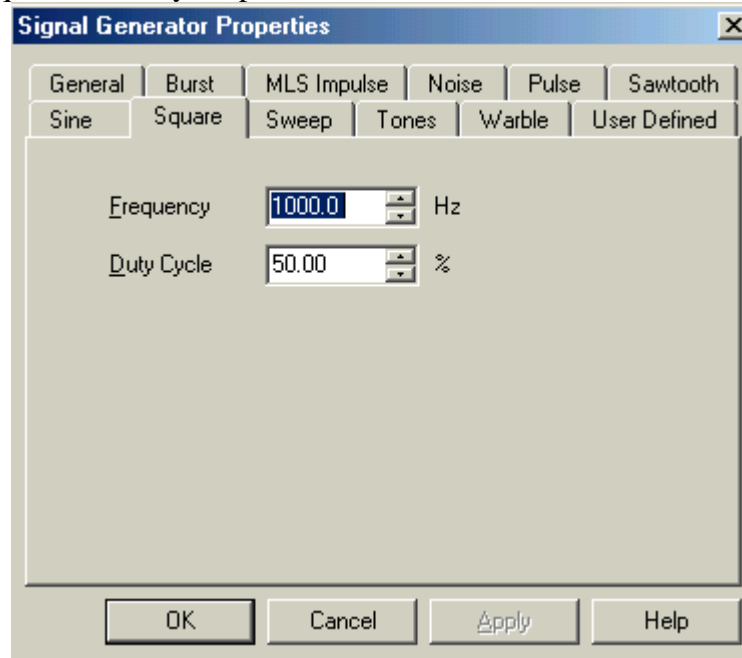 Signal Generator Properties
General Burst MLS Impulse Noise Pulse Sawtooth
Sine Square Sweep Tones Warble User Defined
Frequency 1000.0 Hz
Duty Cycle 50.00 %
OK Cancel Apply Help